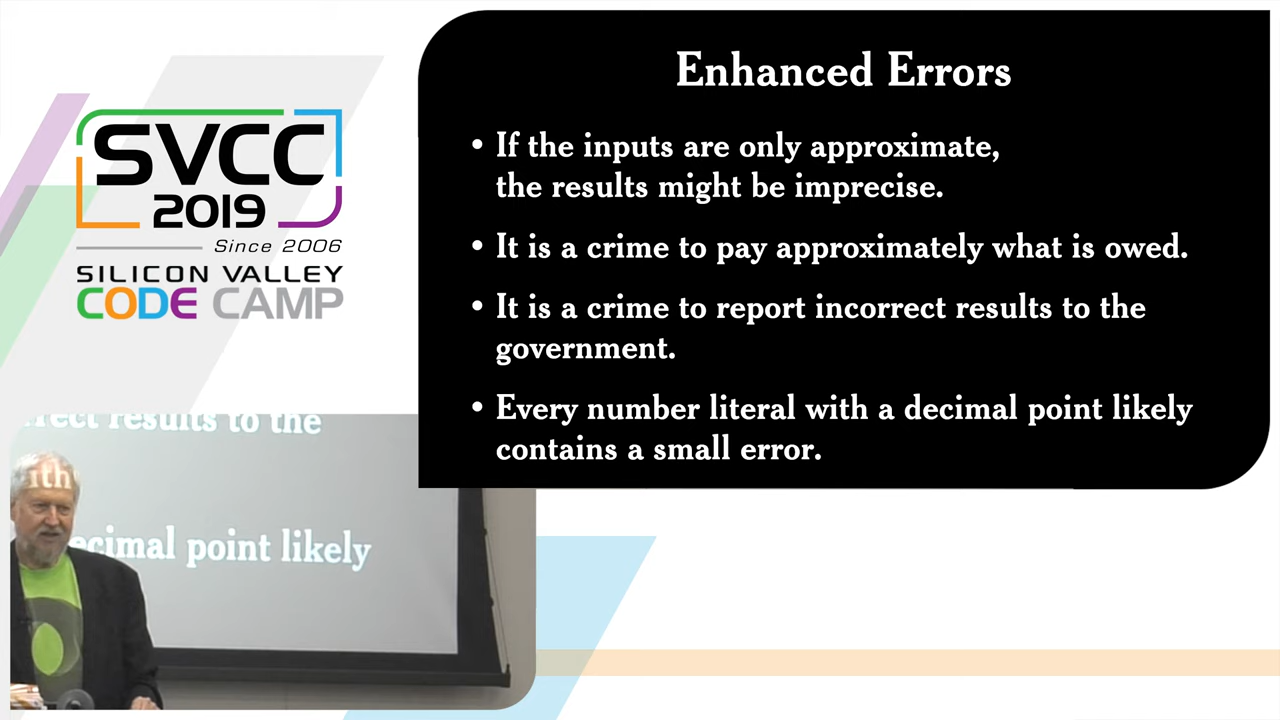 SVCC
2019
Since 2006
SILICON VALLEY
CODE CAMP
Enhanced Errors
• If the inputs are only approximate,
the results might be imprecise.
• It is a crime to pay approximately what is owed.
• It is a crime to report incorrect results to the
government.
• Every number literal with a decimal point likely
contains a small error.
results to the
ith
ecimal point likely